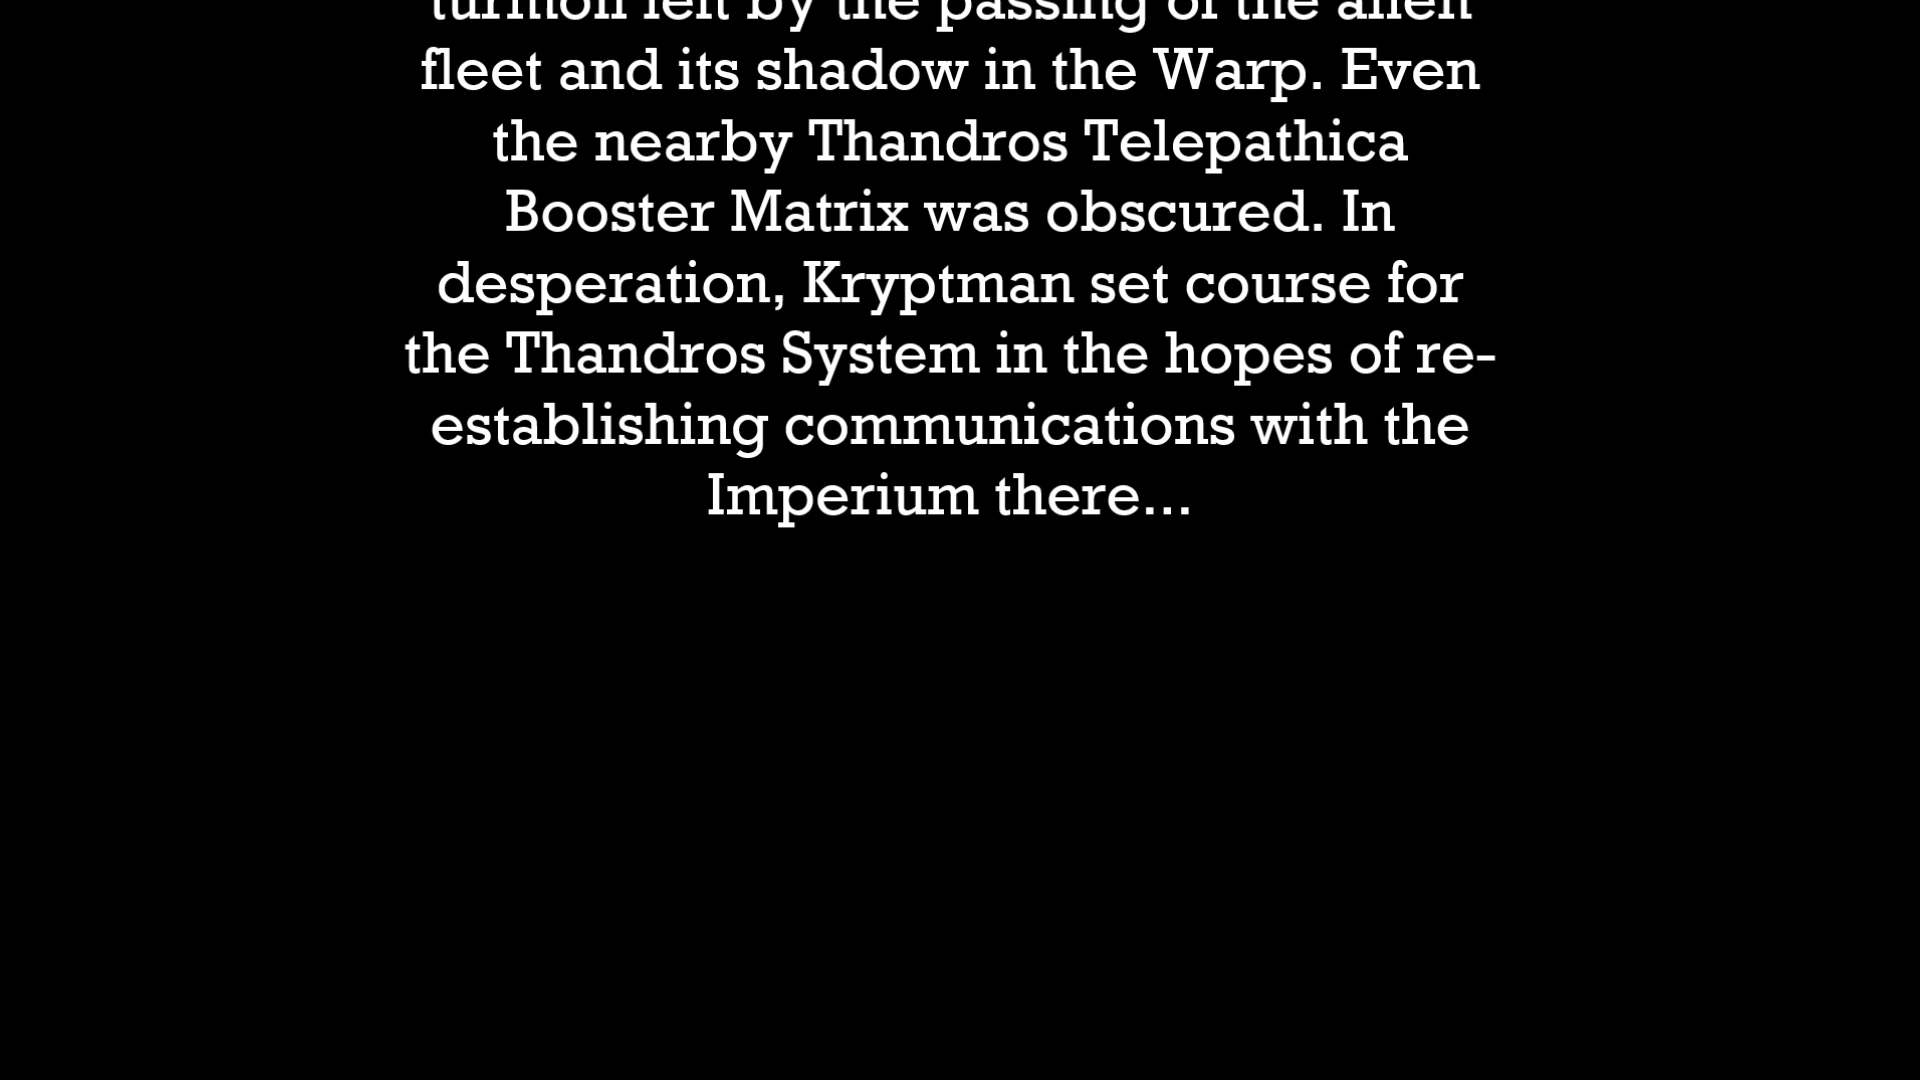 turmoil left by the passing of the alien
fleet and its shadow in the Warp. Even
the nearby Thandros Telepathica
Booster Matrix was obscured. In
desperation, Kryptman set course for
the Thandros System in the hopes of re-
establishing communications with the
Imperium there...